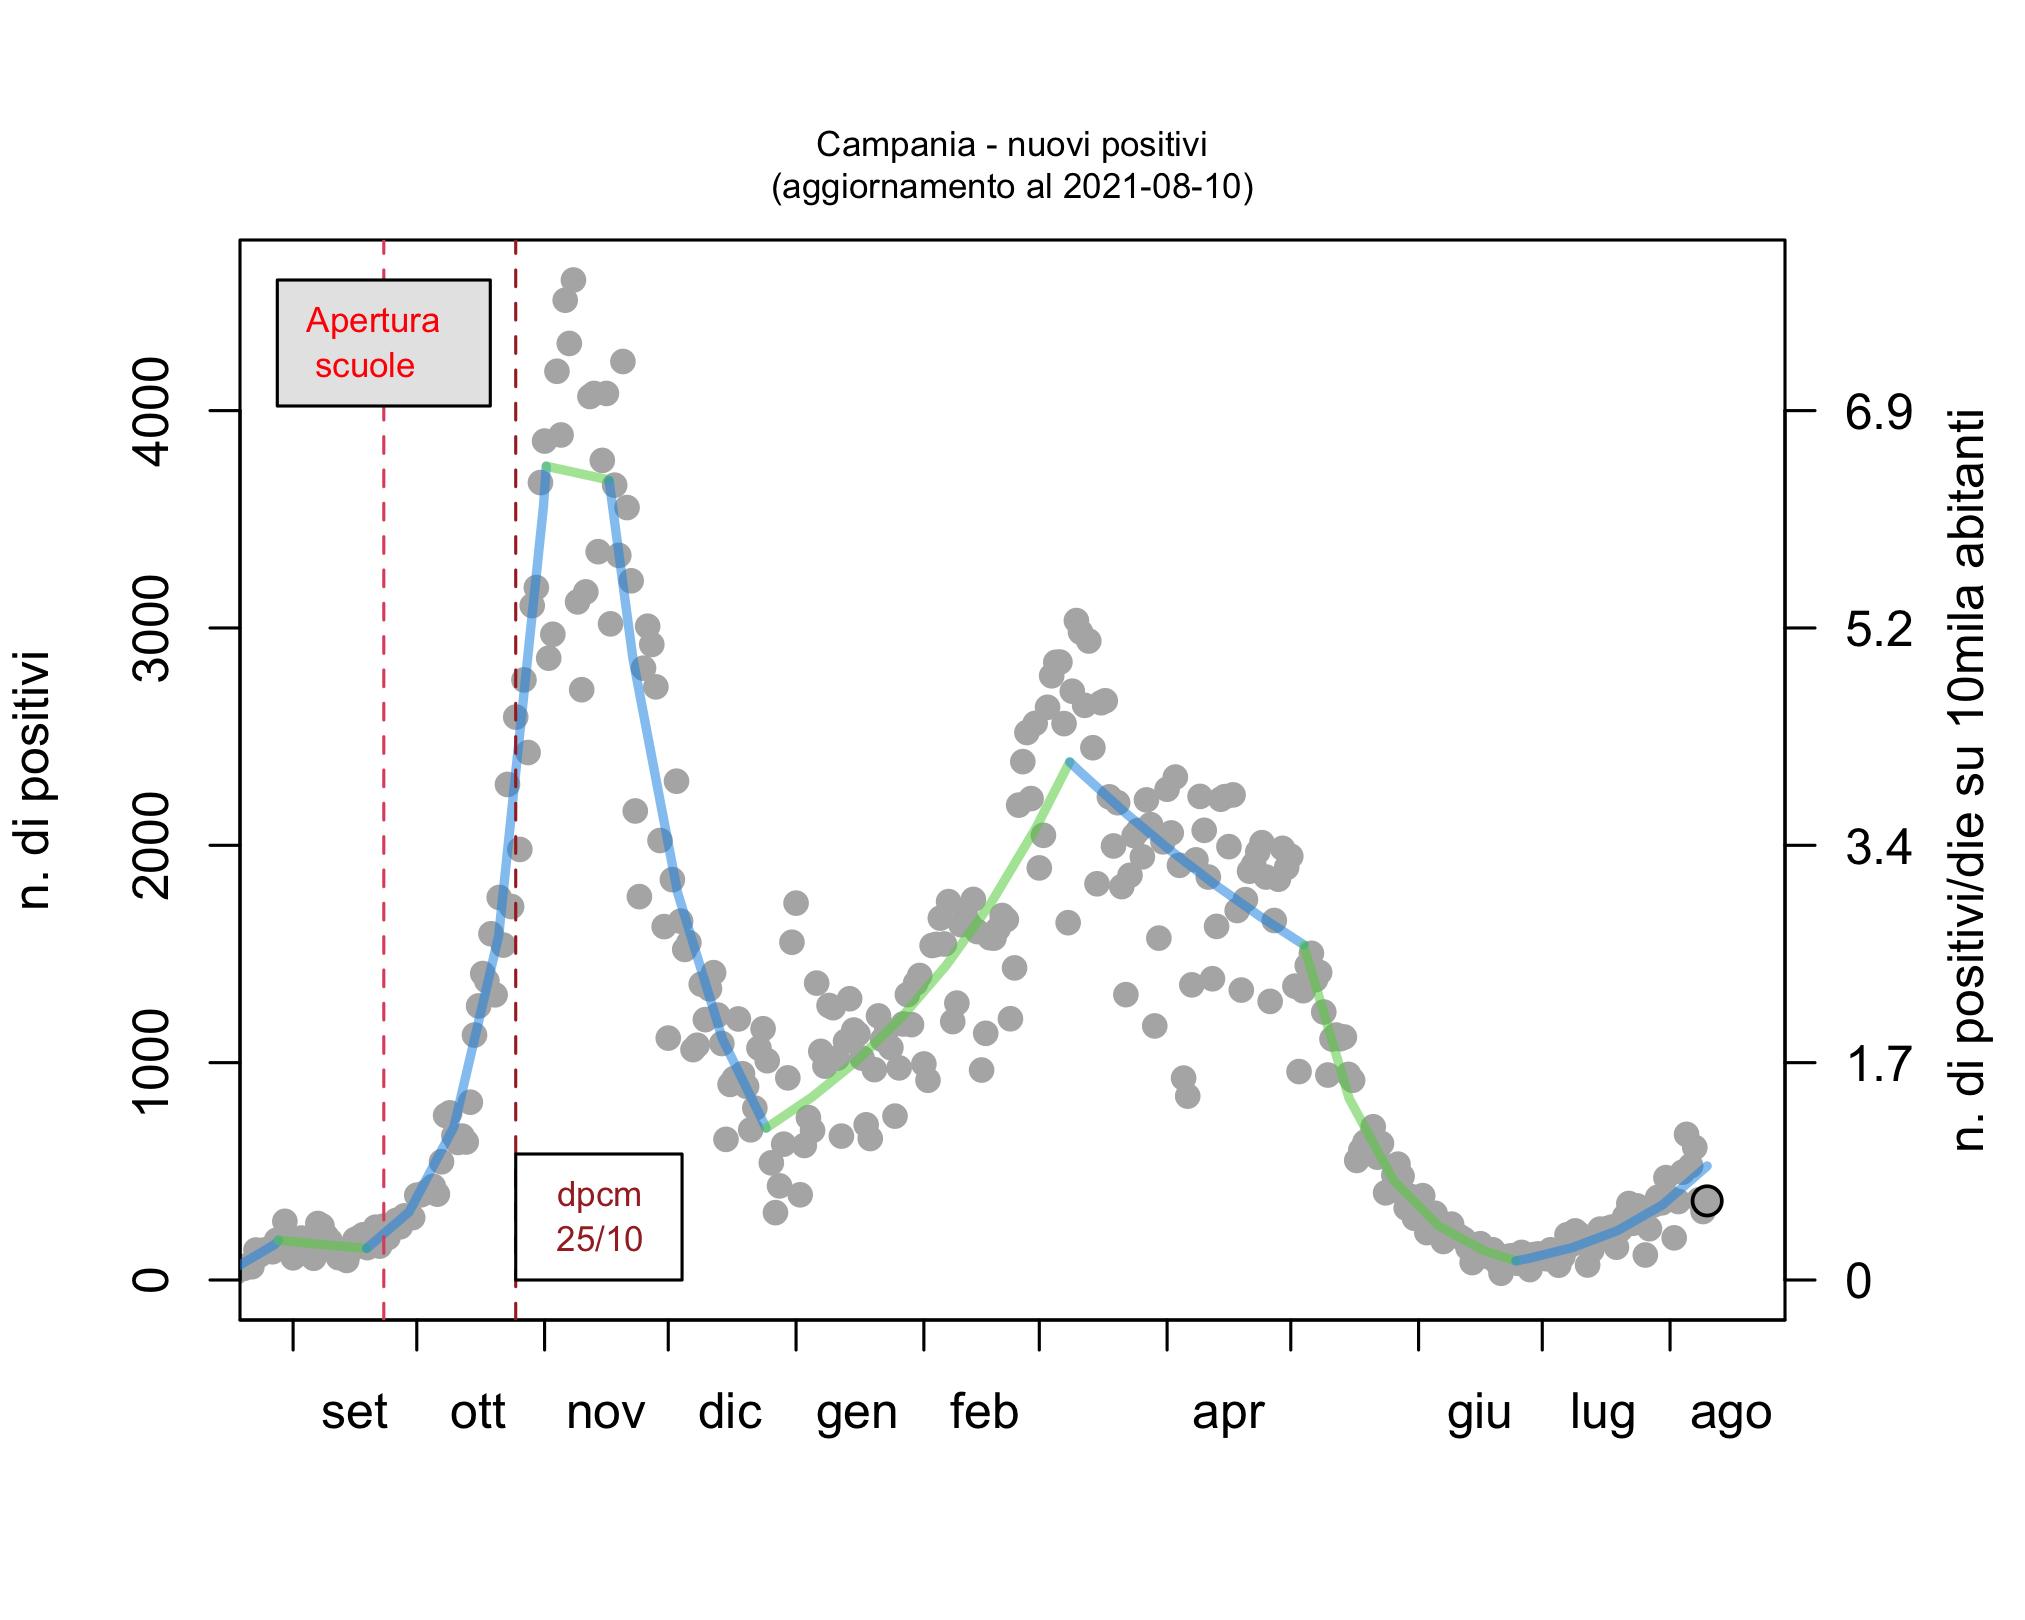 Campania - nuovi positivi
(aggiornamento al 2021-08-10)
Apertura
scuole
dpcm
25/10
n. di positivi
0
1000
2000
3000
4000
n. di positivi/die su 10mila abitanti
6.9
5.2
3.4
1.7
0
set ott nov dic gen feb apr giu lug ago